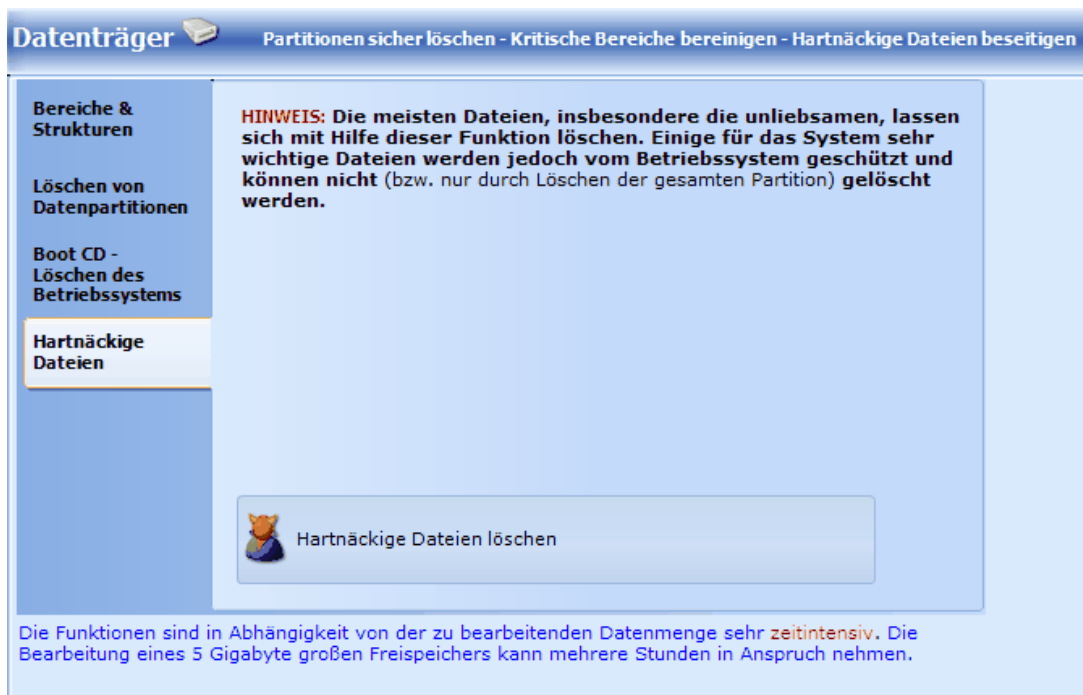 Datenträger
Partitionen sicher löschen - Kritische Bereiche bereinigen - Hartnäckige Dateien beseitigen
Bereiche &
Strukturen
Löschen von
Datenpartitionen
Boot CD -
Löschen des
Betriebssystems
Hartnäckige
Dateien
HINWEIS: Die meisten Dateien, insbesondere die unliebsamen, lassen
sich mit Hilfe dieser Funktion löschen. Einige für das System sehr
wichtige Dateien werden jedoch vom Betriebssystem geschützt und
können nicht (bzw. nur durch Löschen der gesamten Partition) gelöscht
werden.
Hartnäckige Dateien löschen
Die Funktionen sind in Abhängigkeit von der zu bearbeitenden Datenmenge sehr zeitintensiv. Die
Bearbeitung eines 5 Gigabyte großen Freispeichers kann mehrere Stunden in Anspruch nehmen.